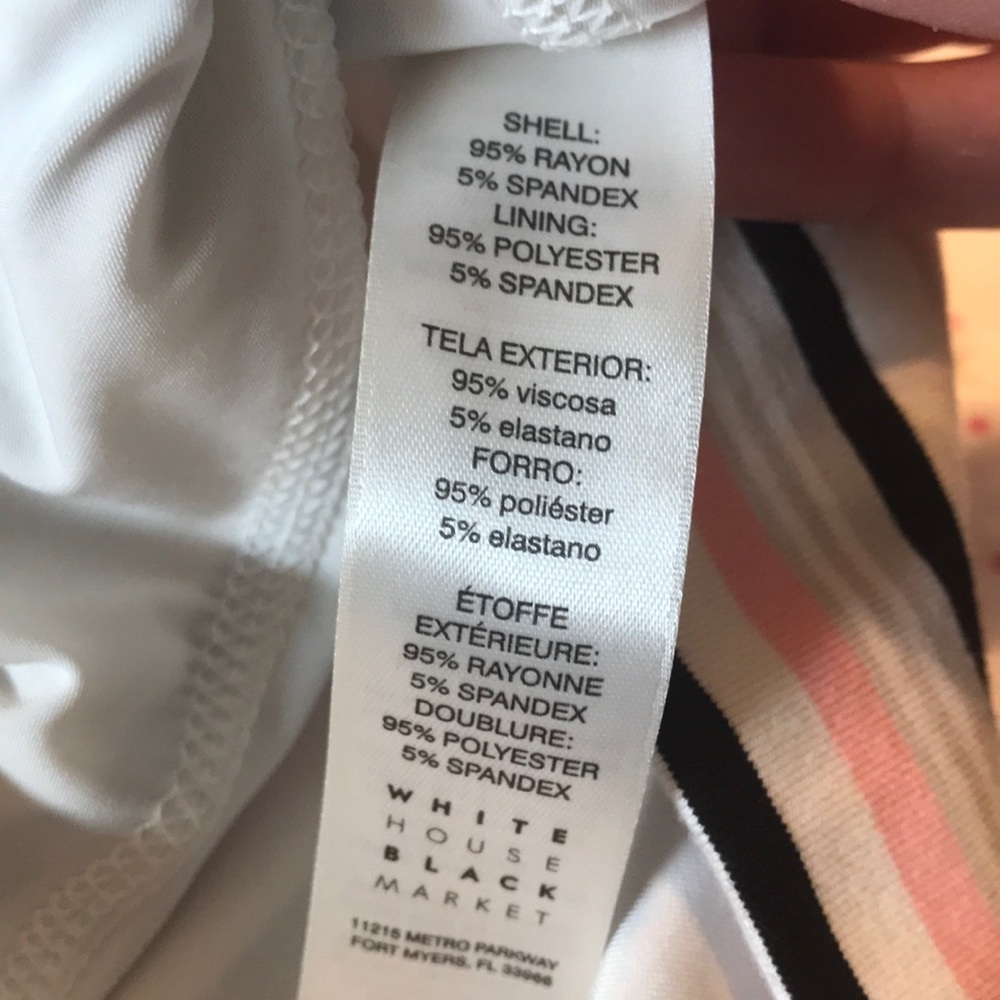 SHELL:
95% RAYON
5% SPANDEX
LINING:
95% POLYESTER
5% SPANDEX
TELA EXTERIOR:
95% viscosa
5% elastano
FORRO:
95% poliéster
5% elastano
ÉTOFFE
EXTÉRIEURE:
95% RAYONNE
5% SPANDEX
DOUBLURE:
95% POLYESTER
5% SPANDEX
WHITE
HOUSE
BLACK
MARKET
11215 METRO PARKWAY
FORT MYERS, FL 33966